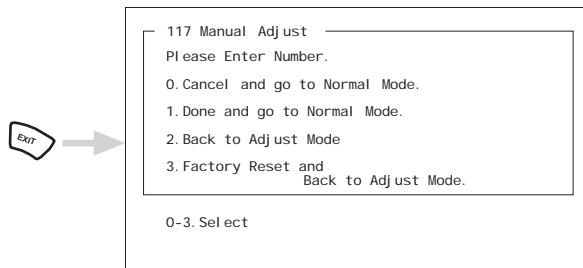 EXIT
117 Manual Adjust
Please Enter Number.
0. Cancel and go to Normal Mode.
1. Done and go to Normal Mode.
2. Back to Adjust Mode
3. Factory Reset and
Back to Adjust Mode.
0-3. Select